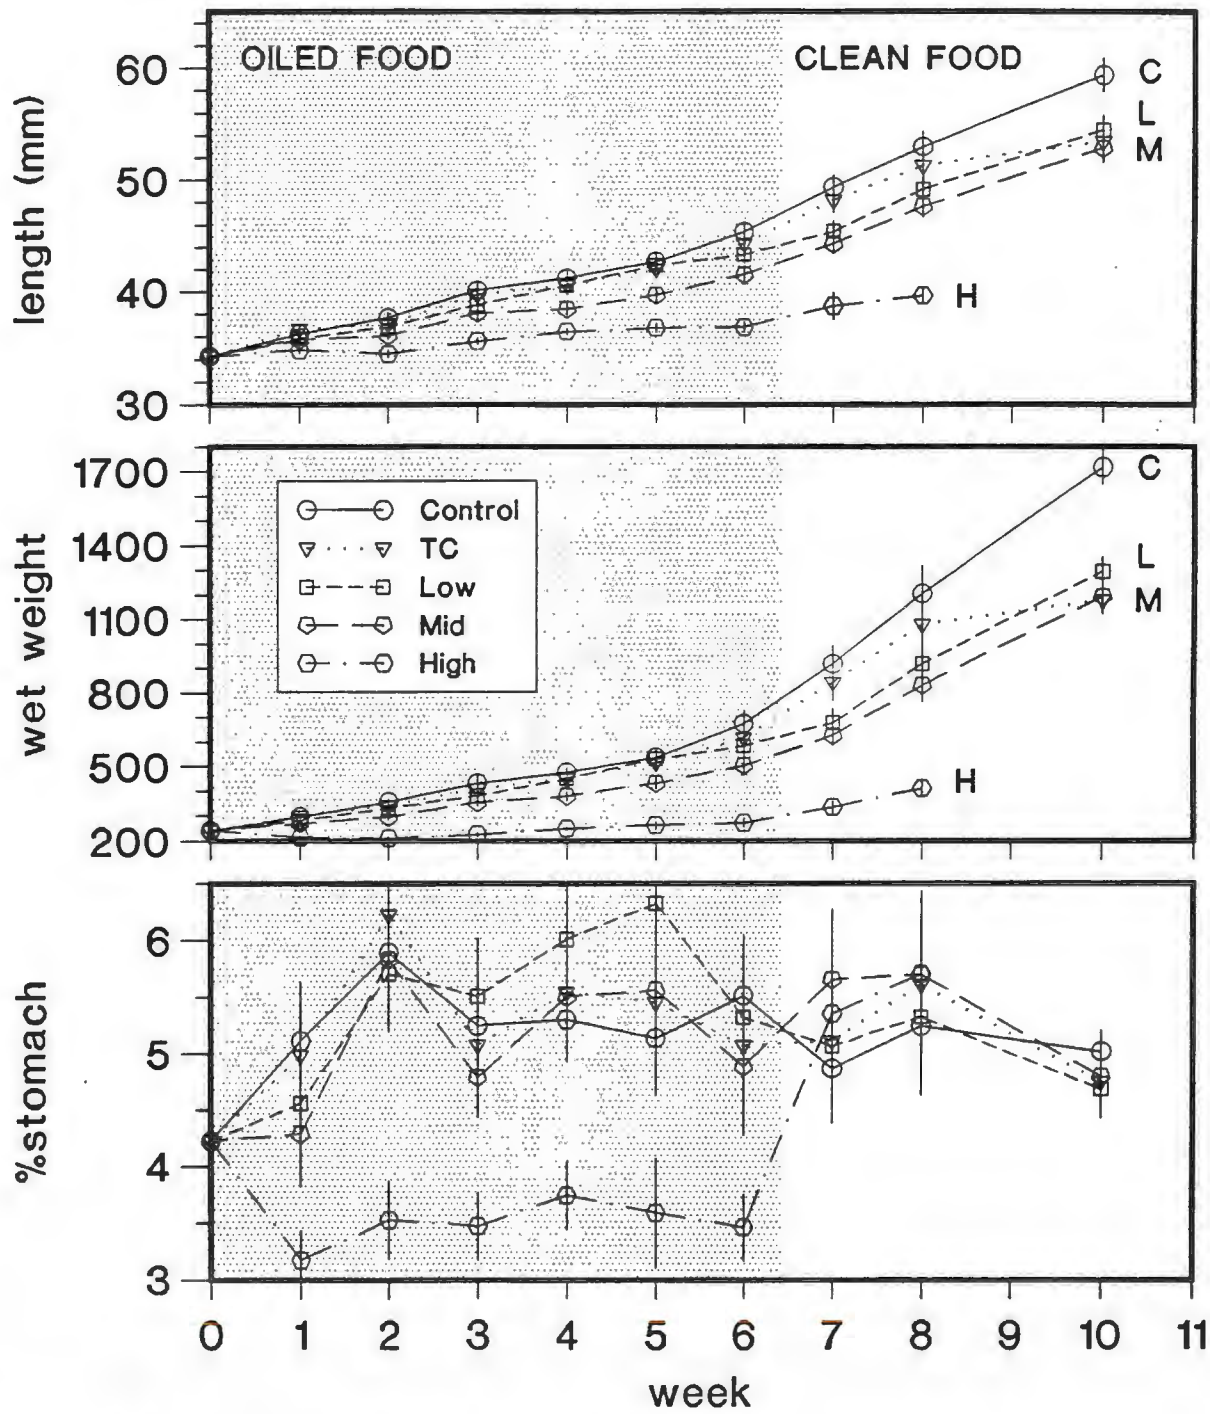 OILED FOOD
CLEAN FOOD
60
50
40
30
length (mm)
C
L
M
H
1700
1400
1100
800
500
200
wet weight
Control
TC
Low
Mid
High
C
L
M
H
6
5
4
3
%stomach
0 1 2 3 4 5 6 7 8 9 10 11
week